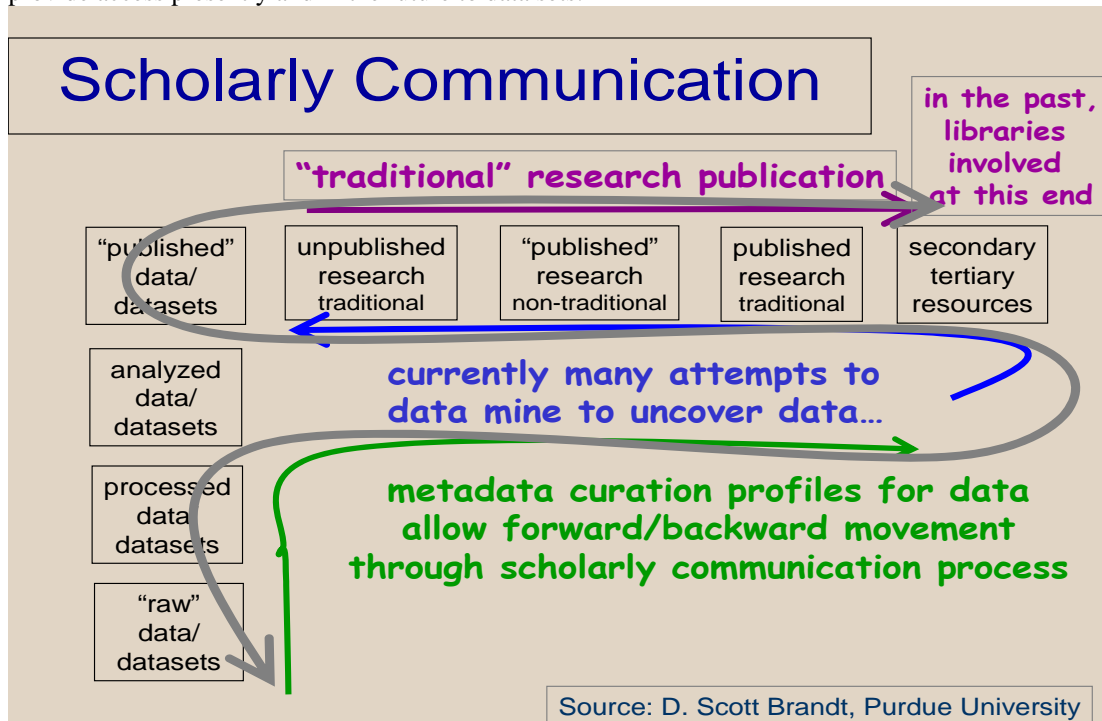 Scholarly Communication
in the past,
libraries
involved
at this end
“traditional” research publication
“published”
data/
datasets
unpublished
research
traditional
“published”
research
non-traditional
published
research
traditional
secondary
tertiary
resources
analyzed
data/
datasets
currently many attempts to
data mine to uncover data…
processed
data/
datasets
metadata curation profiles for data
allow forward/backward movement
through scholarly communication process
“raw”
data/
datasets
Source: D. Scott Brandt, Purdue University